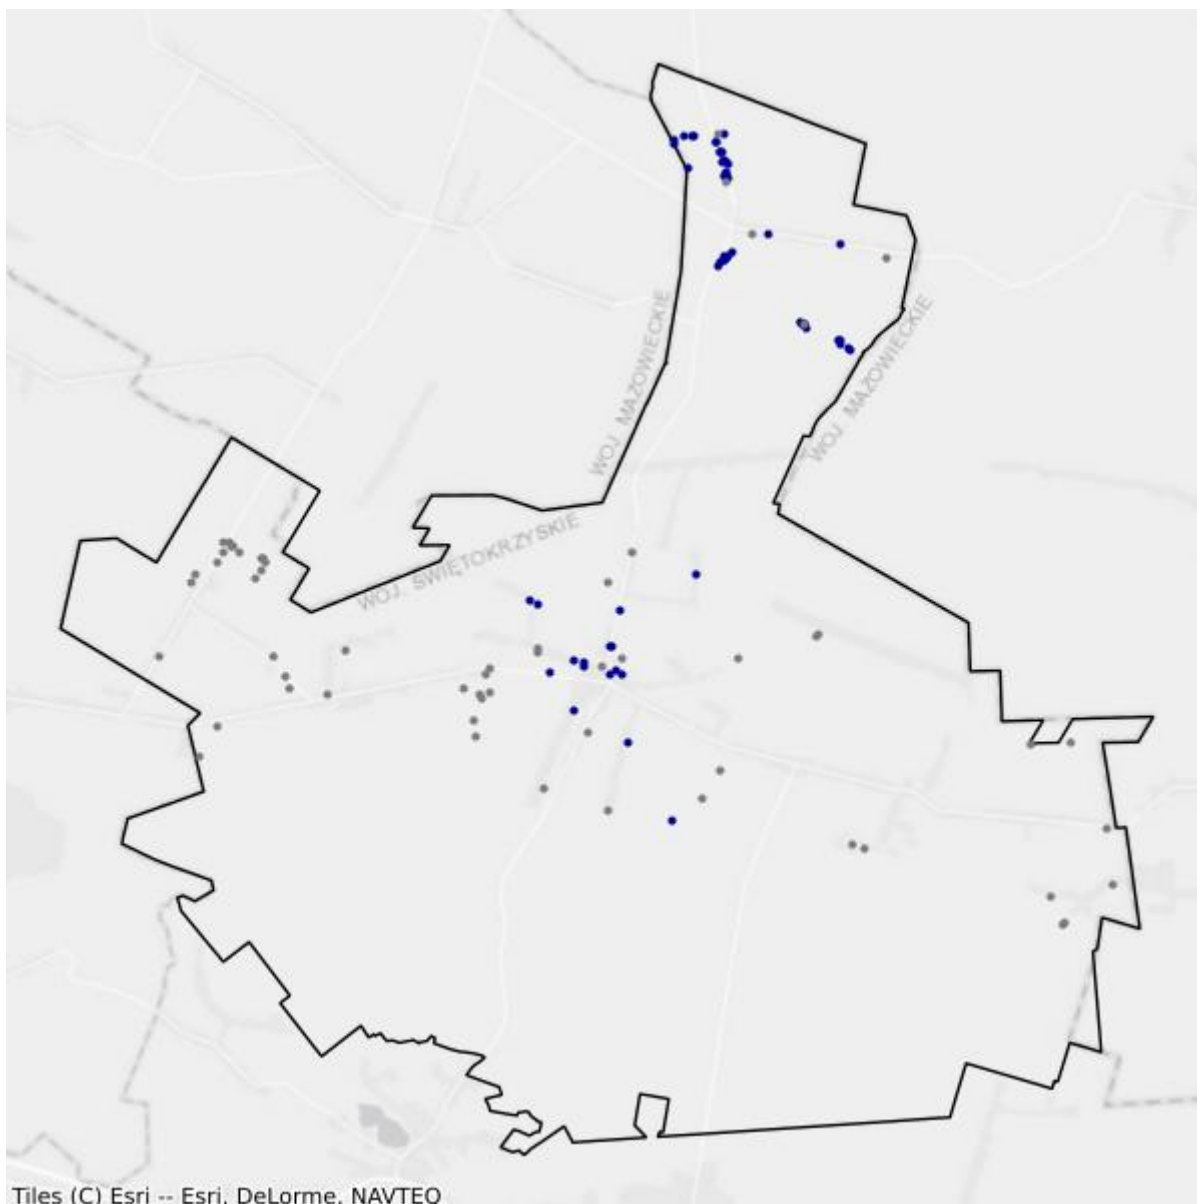 WOJ. MAZOWIECKIE
WOJ. MAZOWIECKIE
WOJ. ŚWIĘTOKRZYSKIE
Tiles (C) Esri -- Esri, DeLorme, NAVTEQ